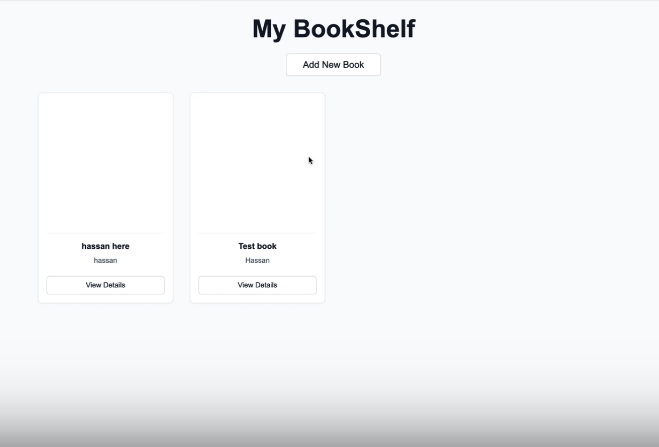 My BookShelf
Add New Book
hassan here
hassan
View Details
Test book
Hassan
View Details